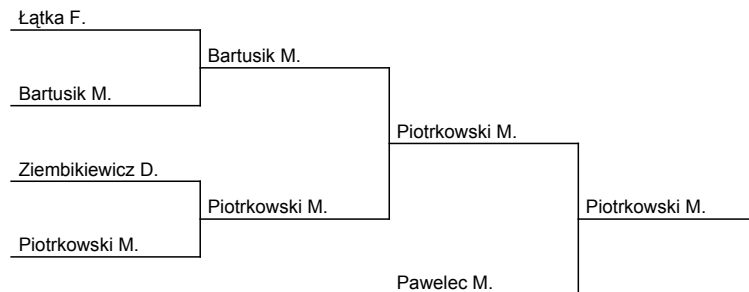 Łątka F.
Bartusik M.
Bartusik M.
Piotrkowski M.
Ziembikiewicz D.
Piotrkowski M.
Piotrkowski M.
Piotrkowski M.
Pawelec M.